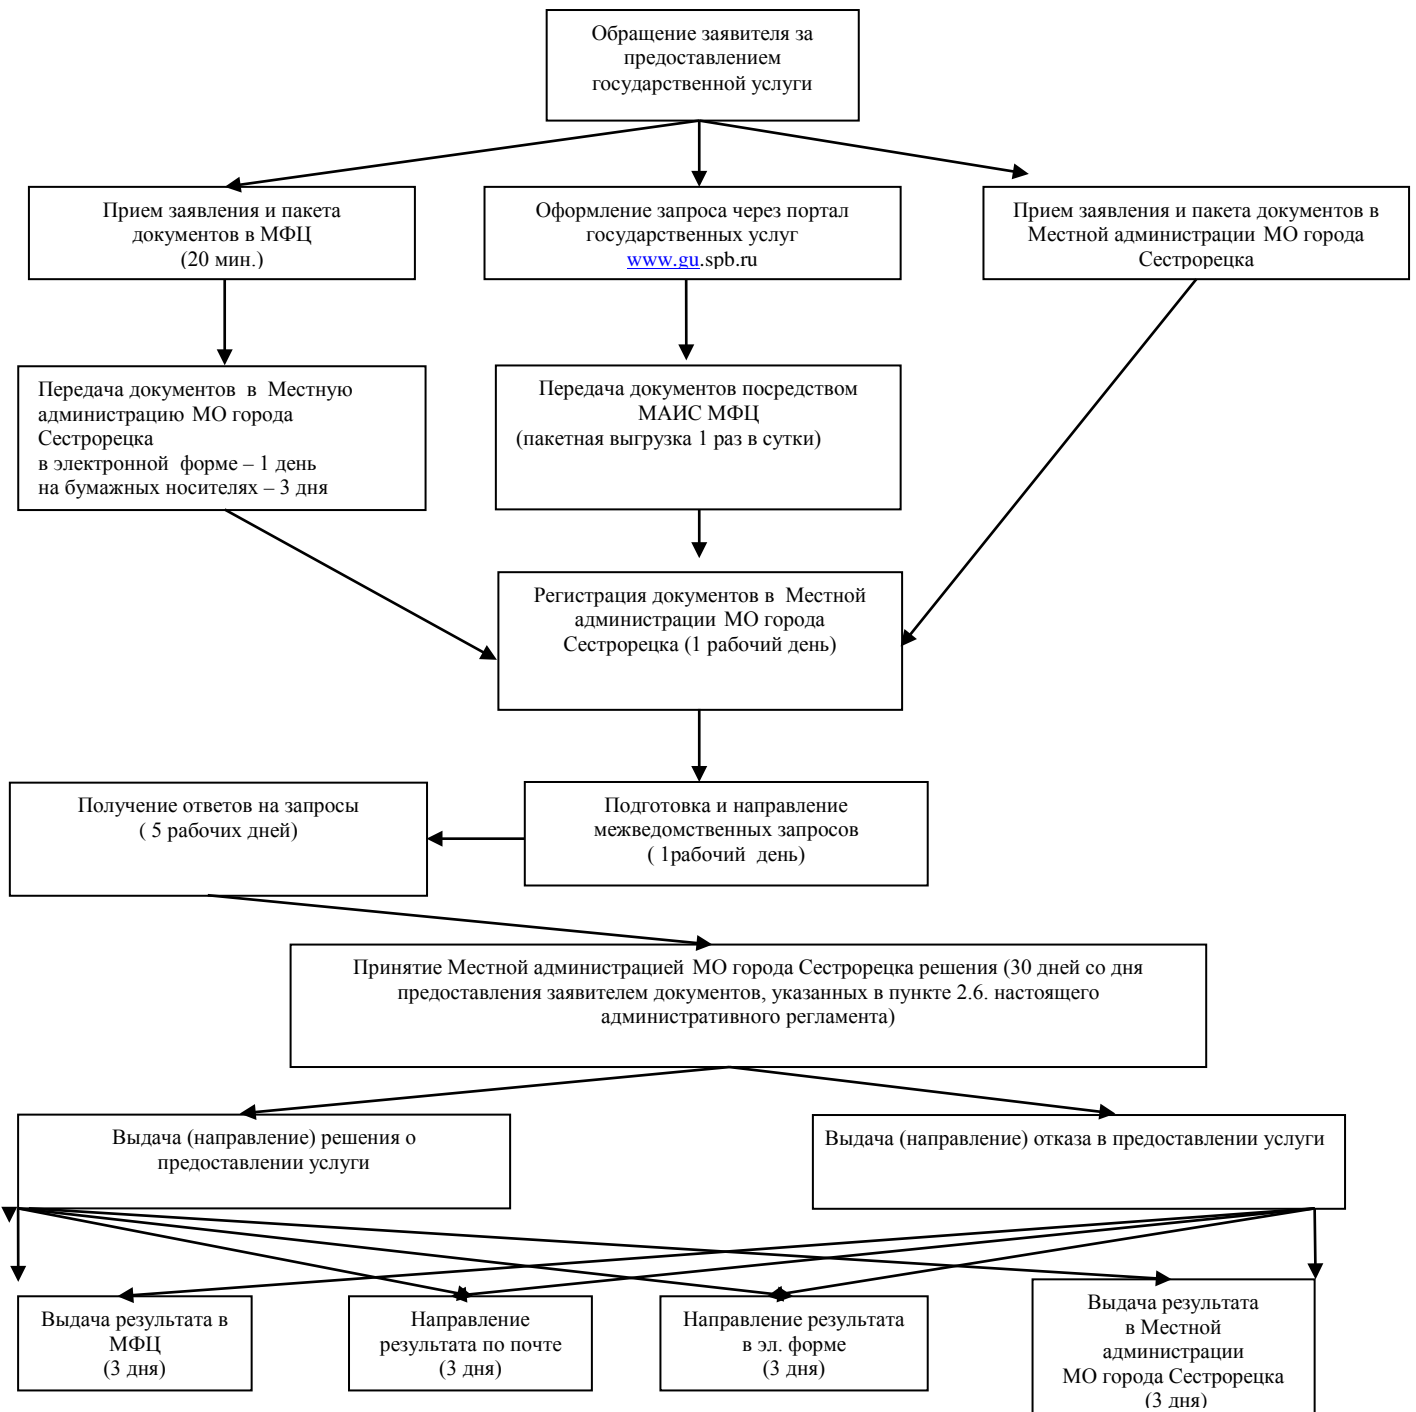 Обращение заявителя за
предоставлением
государственной услуги
Прием заявления и пакета
документов в МФЦ
(20 мин.)
Оформление запроса через портал
государственных услуг
www.gu.spb.ru
Прием заявления и пакета документов в
Местной администрации МО города
Сестрорецка
Передача документов в Местную
администрацию МО города
Сестрорецка
в электронной форме – 1 день
на бумажных носителях – 3 дня
Передача документов посредством
МАИС МФЦ
(пакетная выгрузка 1 раз в сутки)
Регистрация документов в Местной
администрации МО города
Сестрорецка (1 рабочий день)
Получение ответов на запросы
( 5 рабочих дней)
Подготовка и направление
межведомственных запросов
( 1рабочий день)
Принятие Местной администрацией МО города Сестрорецка решения (30 дней со дня
предоставления заявителем документов, указанных в пункте 2.6. настоящего
административного регламента)
Выдача (направление) решения о
предоставлении услуги
Выдача (направление) отказа в предоставлении услуги
Выдача результата в
МФЦ
(3 дня)
Направление
результата по почте
(3 дня)
Направление результата
в эл. форме
(3 дня)
Выдача результата
в Местной
администрации
МО города Сестрорецка
(3 дня)